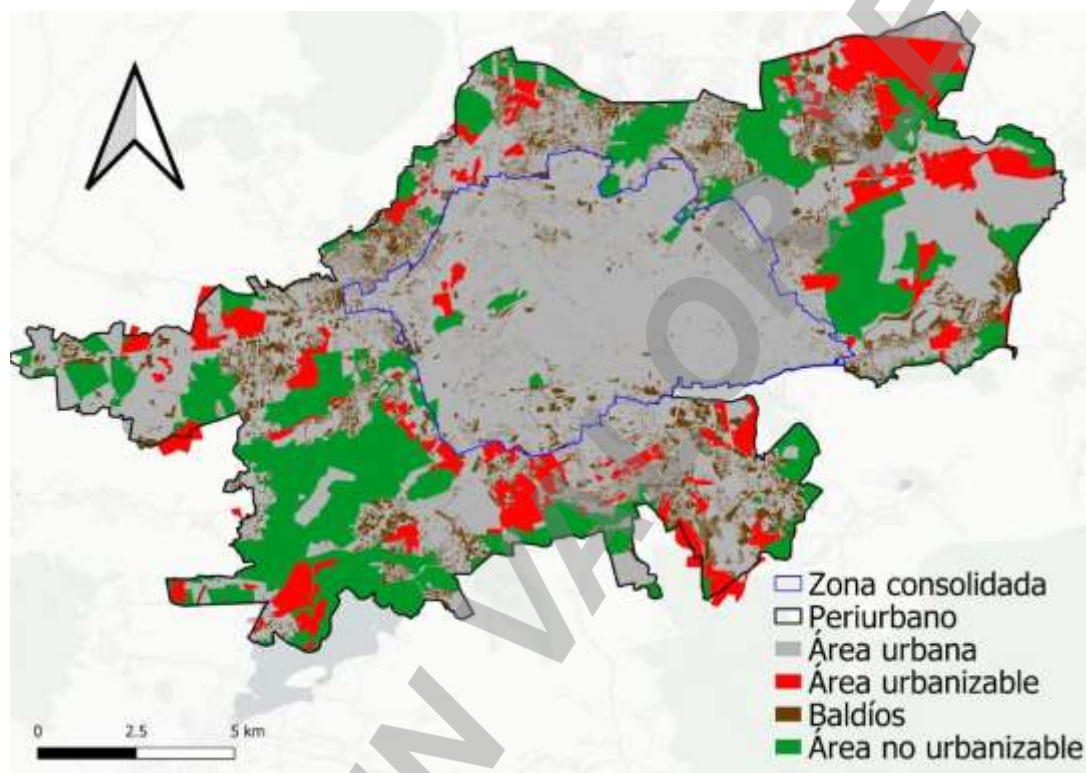 Zona consolidada
Periurbano
Área urbana
Área urbanizable
Baldíos
Área no urbanizable
0 2.5 5 km